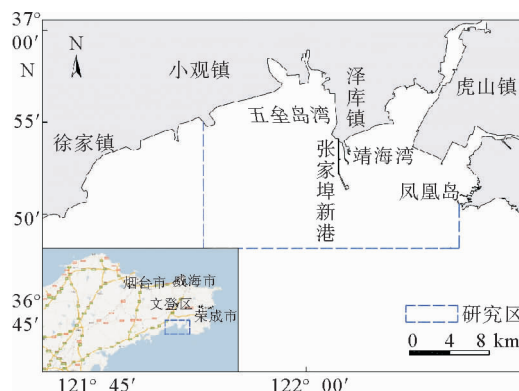 37°
00′
N
N
小观镇
泽库镇
虎山镇
55′
五垒岛湾
徐家镇
张家埠新港
靖海湾
凤凰岛
50′
烟台市
威海市
文登区
荣成市
36°
45′
研究区
0 4 8 km
121°45′
122°00′